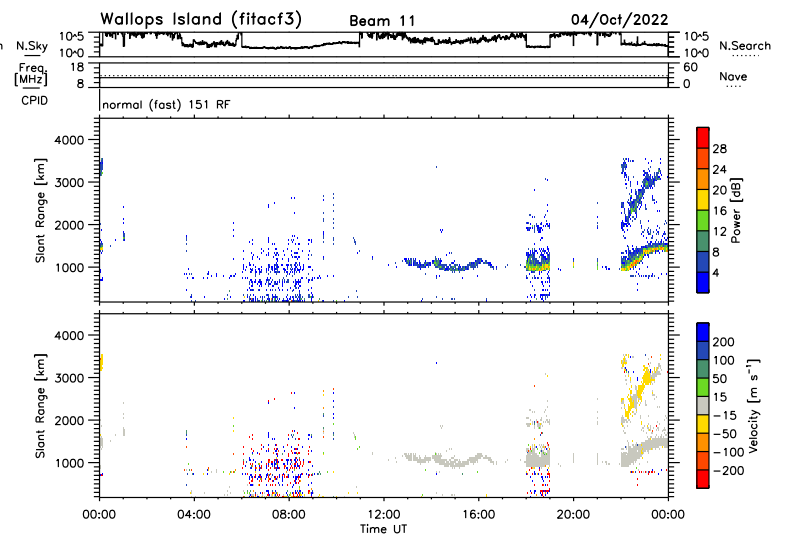 Wallops Island (fitacf3) Beam 11 04/Oct/2022
n N.Sky 10^5 10^0 10^5 10^0 N.Search
Freq. [MHz] 18 8 60 0 Nave
CPID normal (fast) 151 RF
Slant Range [km] 4000 3000 2000 1000
Power [dB] 28 24 20 16 12 8 4
Slant Range [km] 4000 3000 2000 1000
Velocity [m s⁻¹] 200 100 50 15 −15 −50 −100 −200
00:00 04:00 08:00 12:00 16:00 20:00 00:00
Time UT